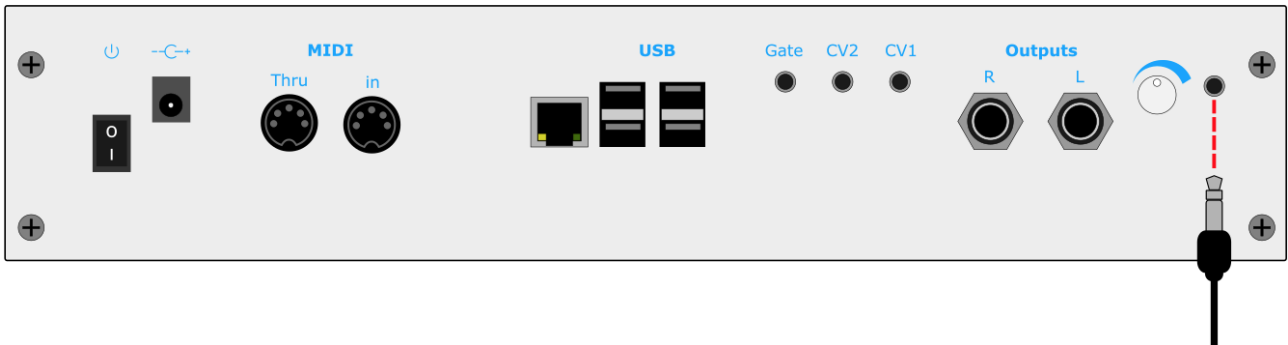 MIDI
Thru
in
USB
Gate
CV2
CV1
Outputs
R
L
O
I